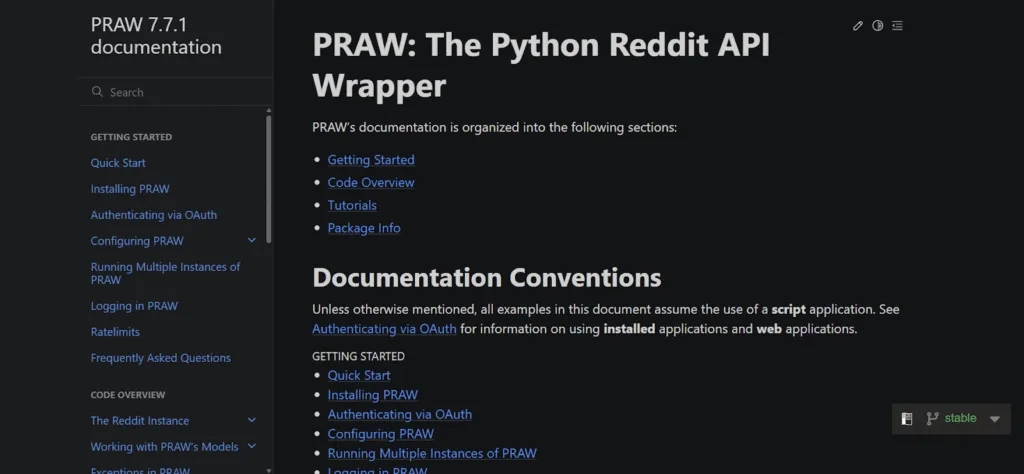 PRAW 7.7.1
documentation
Search
GETTING STARTED
Quick Start
Installing PRAW
Authenticating via OAuth
Configuring PRAW
Running Multiple Instances of
PRAW
Logging in PRAW
Ratelimits
Frequently Asked Questions
CODE OVERVIEW
The Reddit Instance
Working with PRAW's Models
Exceptions in PRAW
PRAW: The Python Reddit API
Wrapper
PRAW's documentation is organized into the following sections:
• Getting Started
• Code Overview
• Tutorials
• Package Info
Documentation Conventions
Unless otherwise mentioned, all examples in this document assume the use of a script application. See
Authenticating via OAuth for information on using installed applications and web applications.
GETTING STARTED
• Quick Start
• Installing PRAW
• Authenticating via OAuth
• Configuring PRAW
• Running Multiple Instances of PRAW
• Logging in PRAW
stable